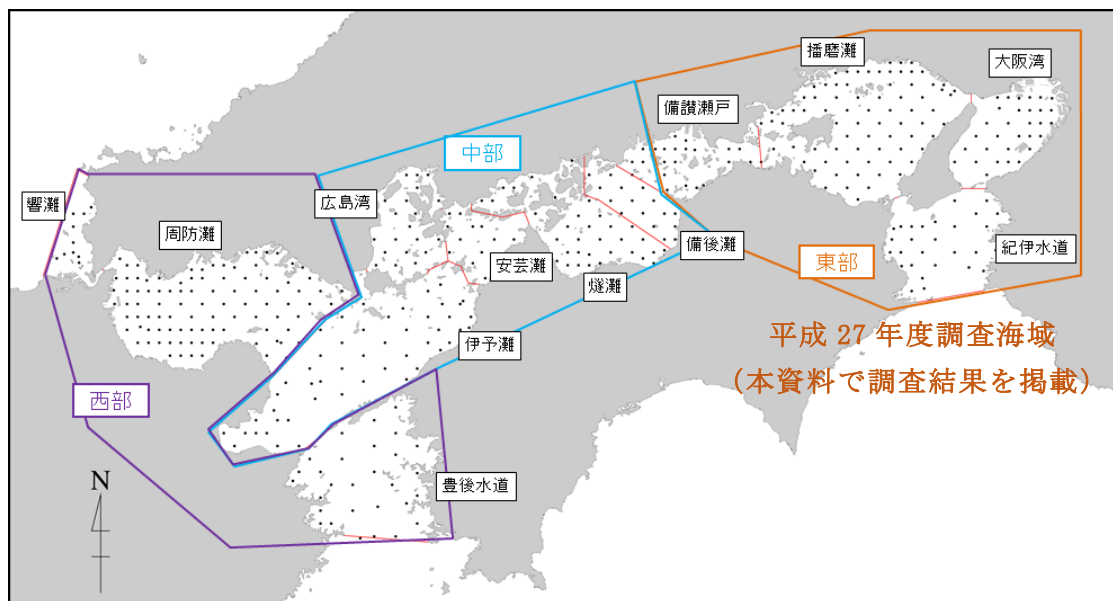 播磨灘
大阪湾
備讃瀬戸
中部
響灘
広島湾
周防灘
備後灘
紀伊水道
安芸灘
東部
燧灘
伊予灘
平成 27 年度調査海域
(本資料で調査結果を掲載)
西部
豊後水道
N